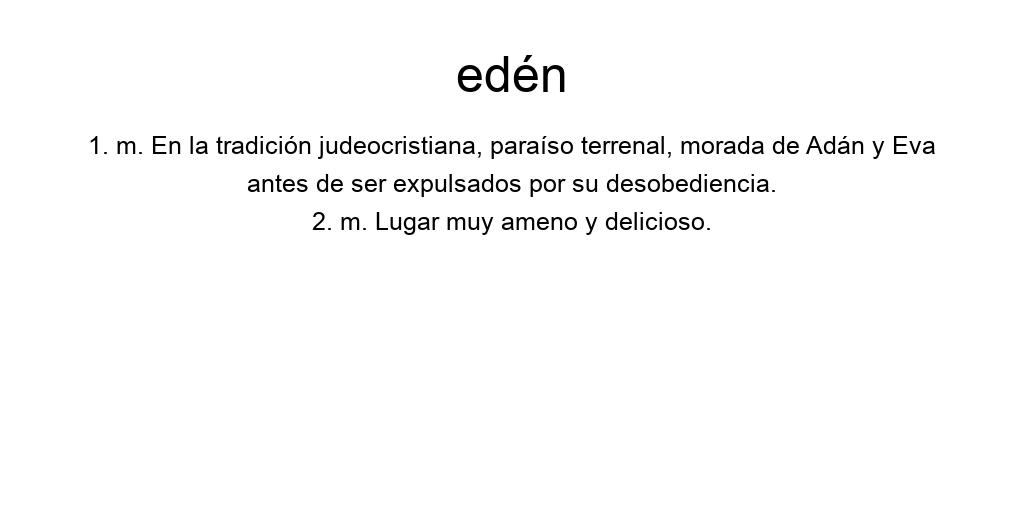 edén
1. m. En la tradición judeocristiana, paraíso terrenal, morada de Adán y Eva
antes de ser expulsados por su desobediencia.
2. m. Lugar muy ameno y delicioso.